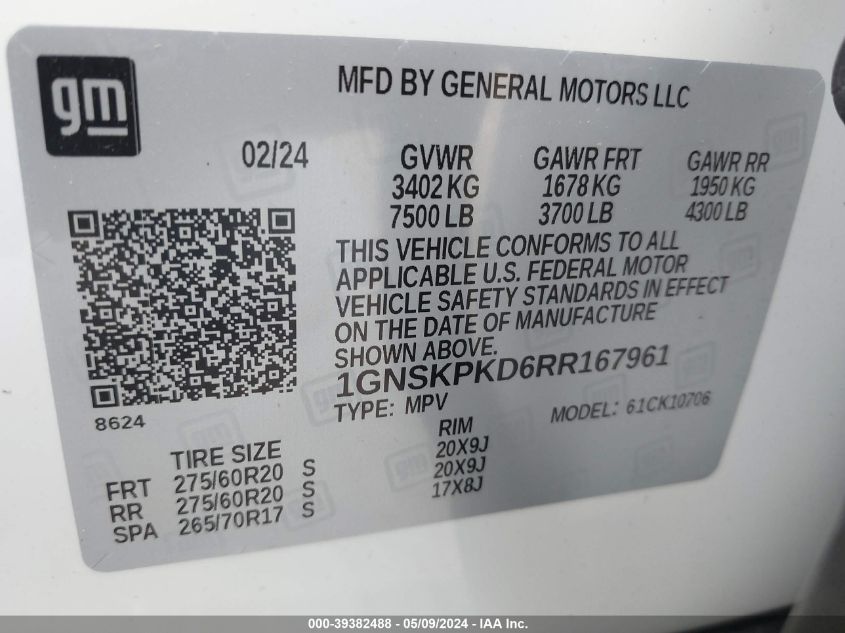 gm
MFD BY GENERAL MOTORS LLC
02/24 GVWR GAWR FRT GAWR RR
3402 KG 1678 KG 1950 KG
7500 LB 3700 LB 4300 LB
THIS VEHICLE CONFORMS TO ALL
APPLICABLE U.S. FEDERAL MOTOR
VEHICLE SAFETY STANDARDS IN EFFECT
ON THE DATE OF MANUFACTURE
SHOWN ABOVE.
1GNSKPKD6RR167961
TYPE: MPV MODEL: 61CK10706
8624
TIRE SIZE RIM
FRT 275/60R20 S 20X9J
RR 275/60R20 S 20X9J
SPA 265/70R17 S 17X8J
000-39382488 - 05/09/2024 - IAAI.com